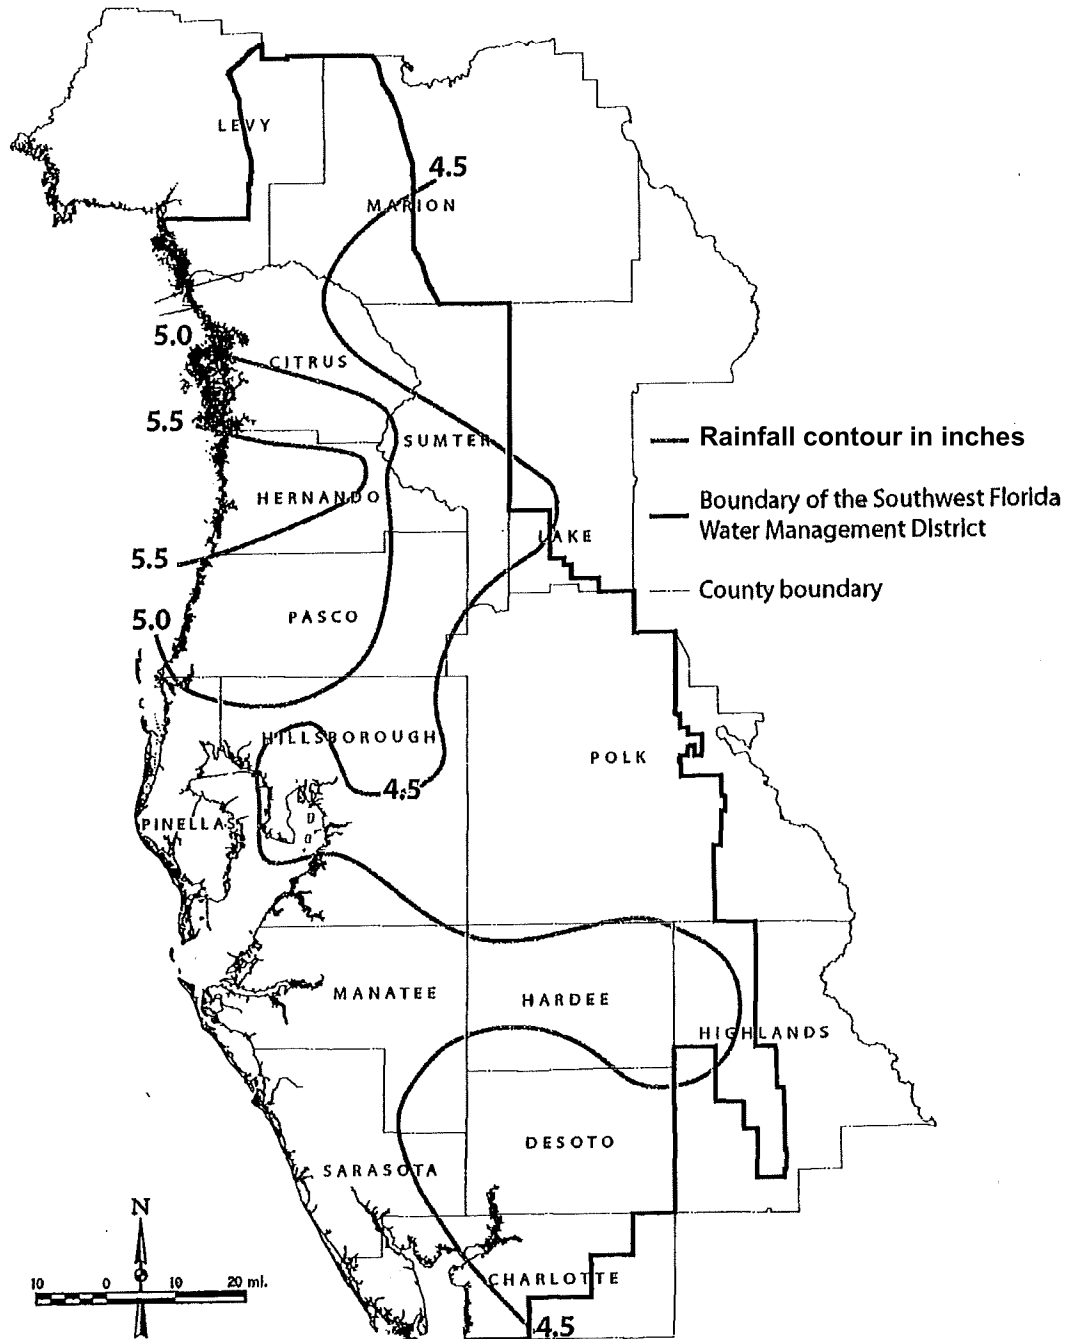 LEVY
4.5
MARION
5.0
CITRUS
5.5
SUMTER
Rainfall contour in inches
HERNANDO
Boundary of the Southwest Florida
Water Management District
LAKE
5.5
County boundary
5.0
PASCO
HILLSBOROUGH
POLK
4.5
PINELLAS
MANATEE
HARDEE
HIGHLANDS
DESOTO
SARASOTA
N
10 0 10 20 mi.
CHARLOTTE
4.5